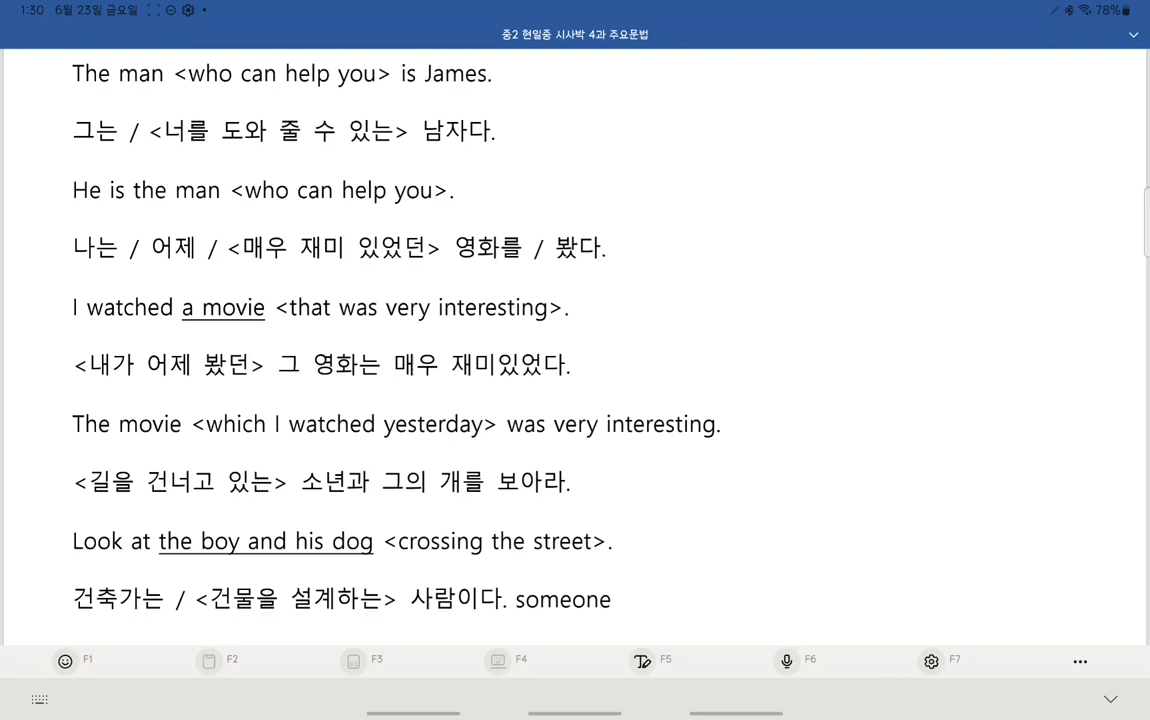 1:30 6월 23일 금요일 78%
중2 현일중 시사박 4과 주요문법
The man <who can help you> is James.
그는 / <너를 도와 줄 수 있는> 남자다.
He is the man <who can help you>.
나는 / 어제 / <매우 재미 있었던> 영화를 / 봤다.
I watched a movie <that was very interesting>.
<내가 어제 봤던> 그 영화는 매우 재미있었다.
The movie <which I watched yesterday> was very interesting.
<길을 건너고 있는> 소년과 그의 개를 보아라.
Look at the boy and his dog <crossing the street>.
건축가는 / <건물을 설계하는> 사람이다. someone
F1 F2 F3 F4 F5 F6 F7